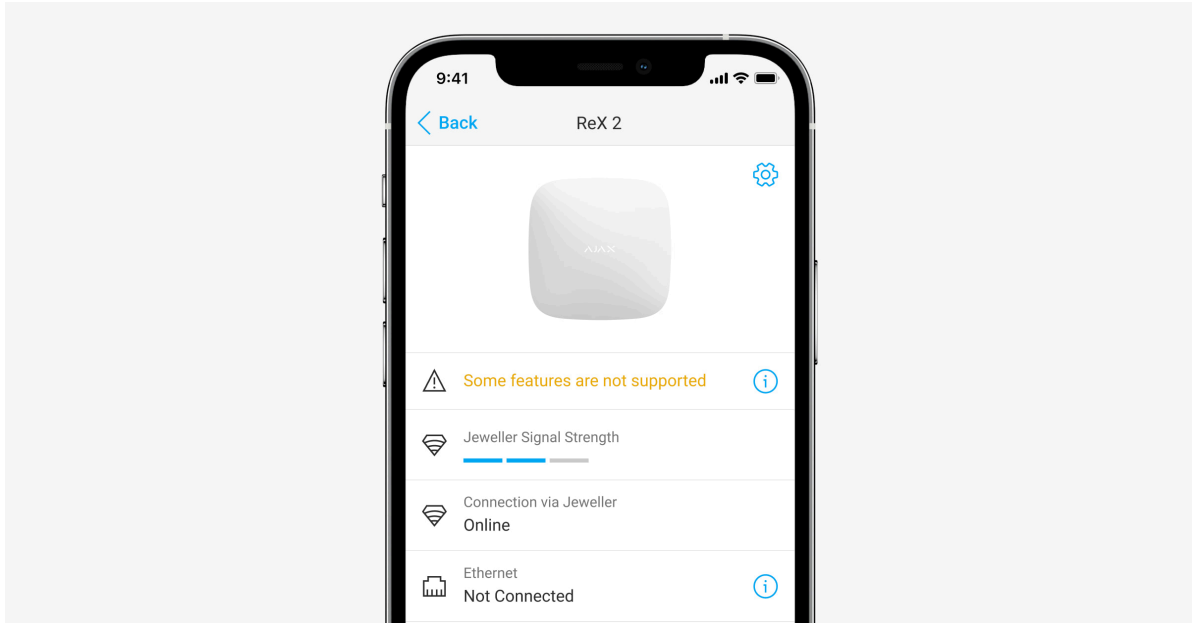 9:41
Back
ReX 2
AJAX
Some features are not supported
Jeweller Signal Strength
Connection via Jeweller
Online
Ethernet
Not Connected